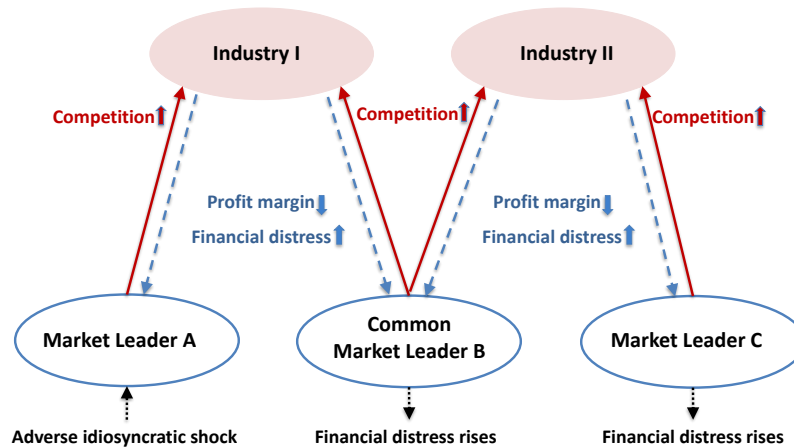 Industry I
Industry II
Competition
Competition
Competition
Profit margin
Financial distress
Profit margin
Financial distress
Market Leader A
Common
Market Leader B
Market Leader C
Adverse idiosyncratic shock
Financial distress rises
Financial distress rises